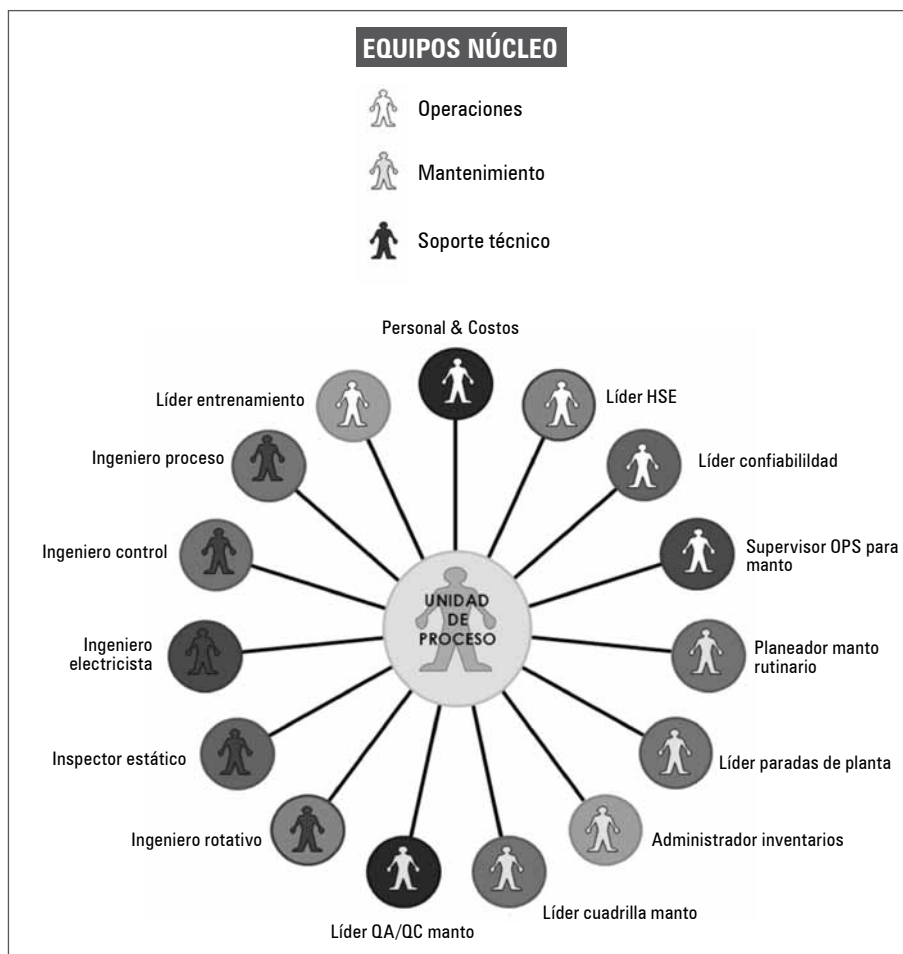 EQUIPOS NÚCLEO
Operaciones
Mantenimiento
Soporte técnico
Personal & Costos
Líder HSE
Líder confiabilildad
Supervisor OPS para
manto
Planeador manto
rutinario
Líder paradas de planta
Administrador inventarios
Líder cuadrilla manto
Líder QA/QC manto
Ingeniero rotativo
Inspector estático
Ingeniero
electricista
Ingeniero control
Ingeniero proceso
Líder entrenamiento
UNIDAD
DE
PROCESO